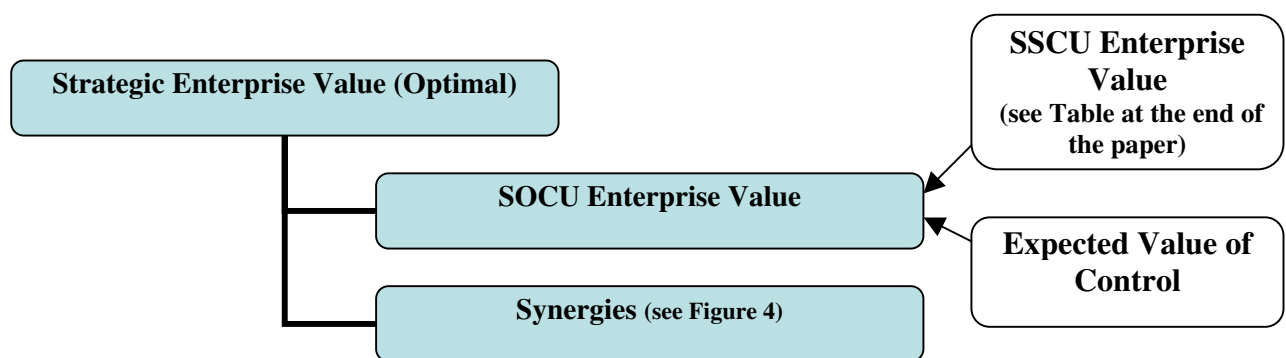 SSCU Enterprise
Value
(see Table at the end of
the paper)
Strategic Enterprise Value (Optimal)
SOCU Enterprise Value
Expected Value of
Control
Synergies (see Figure 4)